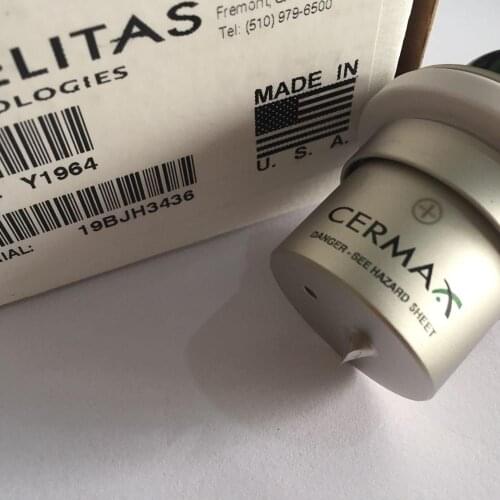 ELITAS
OLOGIES
Fremont,
Tel: (510) 979-6500
MADE IN
U. S. A.
Y1964
IAL: 19BJH3436
+
CERMAX
DANGER - SEE HAZARD SHEET